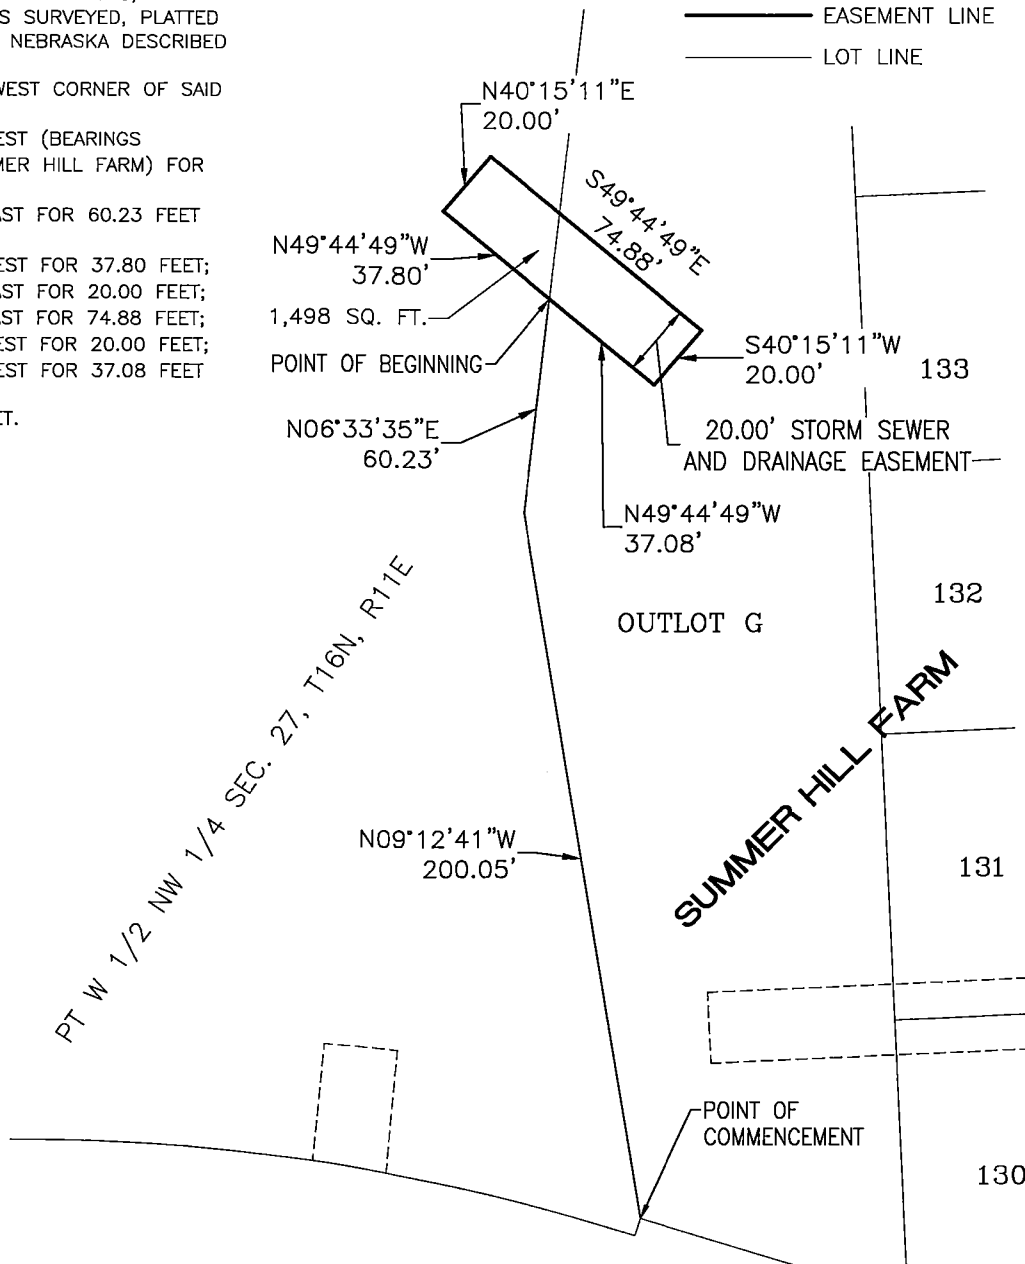 S SURVEYED, PLATTED
NEBRASKA DESCRIBED
WEST CORNER OF SAID
EST (BEARINGS
MER HILL FARM) FOR
AST FOR 60.23 FEET
EST FOR 37.80 FEET;
AST FOR 20.00 FEET;
AST FOR 74.88 FEET;
EST FOR 20.00 FEET;
EST FOR 37.08 FEET
ET.
EASEMENT LINE
LOT LINE
N40°15'11"E
20.00'
S49°44'49"E
74.88'
N49°44'49"W
37.80'
1,498 SQ. FT.
POINT OF BEGINNING
S40°15'11"W
20.00'
133
N06°33'35"E
60.23'
20.00' STORM SEWER
AND DRAINAGE EASEMENT
N49°44'49"W
37.08'
132
OUTLOT G
PT W 1/2 NW 1/4 SEC. 27, T16N, R11E
SUMMER HILL FARM
N09°12'41"W
200.05'
131
POINT OF
COMMENCEMENT
130